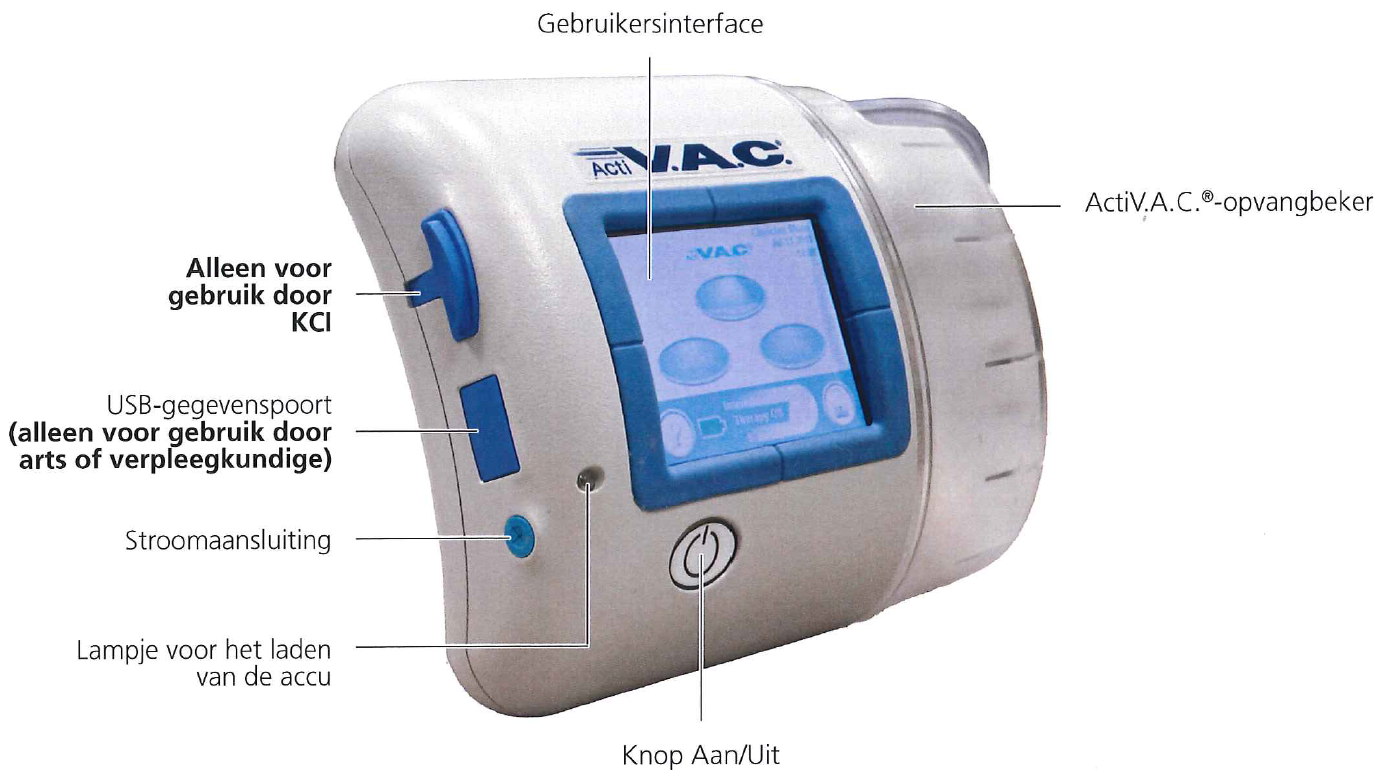 Gebruikersinterface
Acti V.A.C.®
ActiV.A.C.®-opvangbeker
V.A.C
Alleen voor
gebruik door
KCI
USB-gegevenspoort
(alleen voor gebruik door
arts of verpleegkundige)
Stroomaansluiting
Lampje voor het laden
van de accu
Knop Aan/Uit